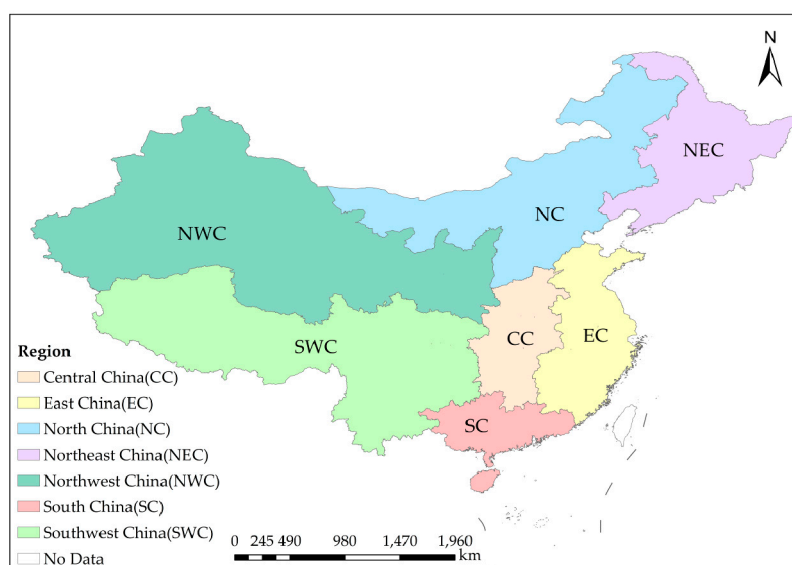 N
NEC
NC
NWC
SWC
CC
EC
SC
Region
Central China(CC)
East China(EC)
North China(NC)
Northeast China(NEC)
Northwest China(NWC)
South China(SC)
Southwest China(SWC)
No Data
0 245 490 980 1,470 1,960
km